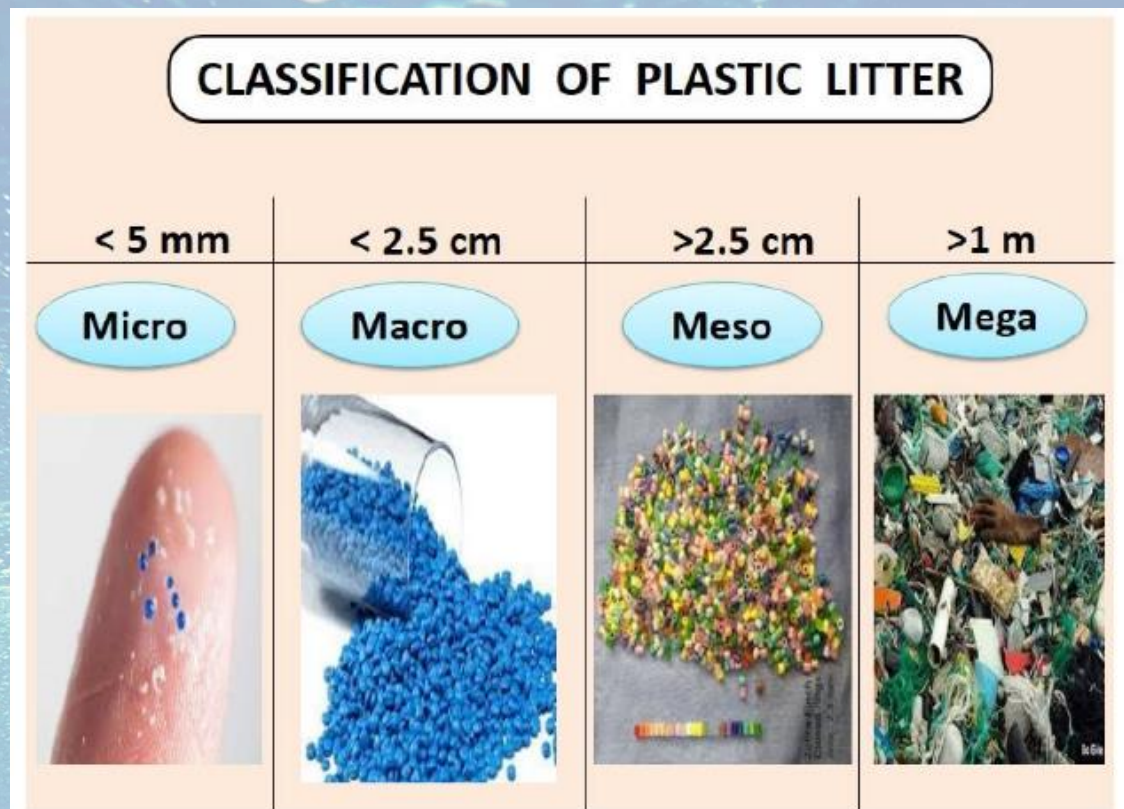 CLASSIFICATION OF PLASTIC LITTER
< 5 mm < 2.5 cm >2.5 cm >1 m
Micro Macro Meso Mega